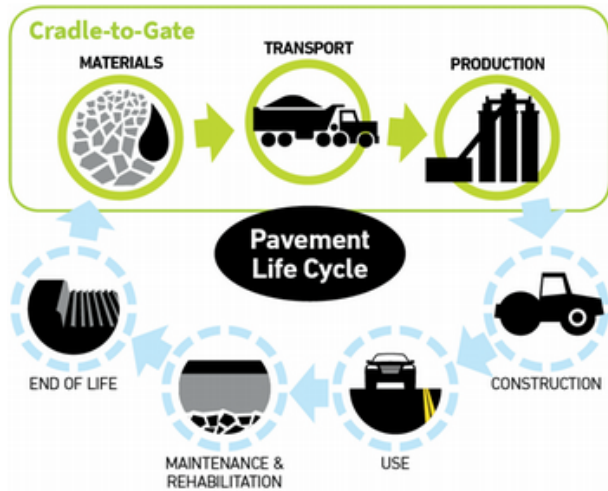 Cradle-to-Gate
MATERIALS
TRANSPORT
PRODUCTION
Pavement
Life Cycle
END OF LIFE
MAINTENANCE &
REHABILITATION
USE
CONSTRUCTION